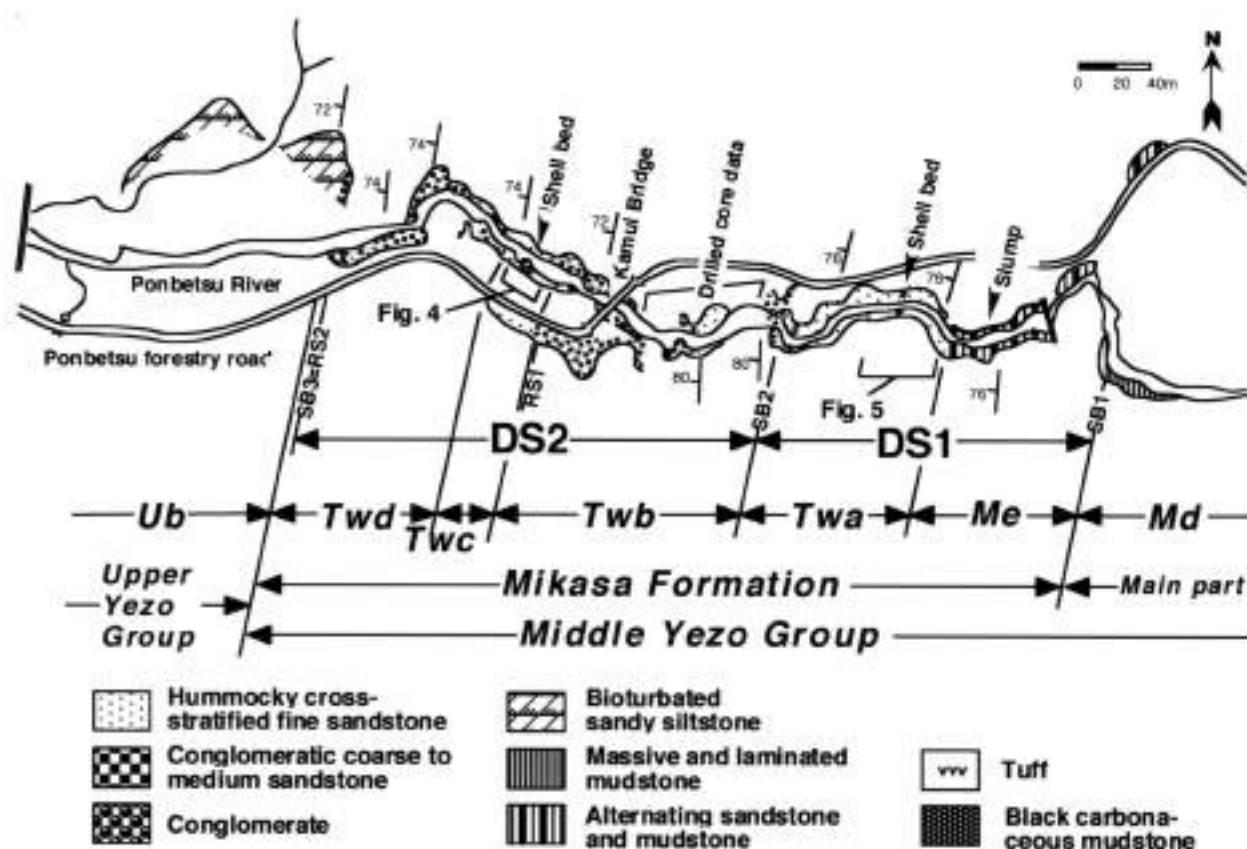 N
0 20 40m
72
74
74
Shell bed
74
72
Kamui Bridge
Drilled core data
76
Shell bed
78
Slump
Ponbetsu River
Fig. 4
Ponbetsu forestry road
SB3=RS2
RS1
80
80
SB2
Fig. 5
76
SB1
DS2 DS1
Ub Twd Twc Twb Twa Me Md
Upper
Yezo
Group
Mikasa Formation Main part
Middle Yezo Group
Hummocky cross-
stratified fine sandstone
Conglomeratic coarse to
medium sandstone
Conglomerate
Bioturbated
sandy siltstone
Massive and laminated
mudstone
Alternating sandstone
and mudstone
Tuff
Black carbona-
ceous mudstone